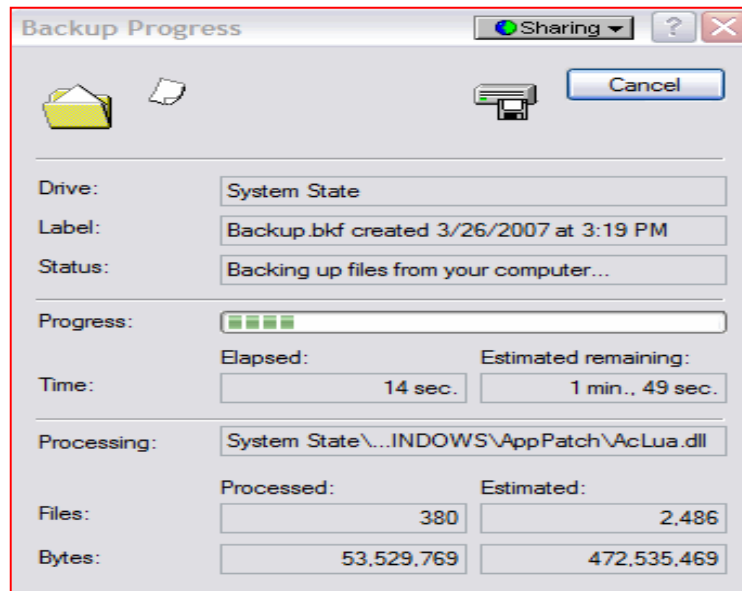 Backup Progress Sharing ?
Cancel
Drive: System State
Label: Backup.bkf created 3/26/2007 at 3:19 PM
Status: Backing up files from your computer...
Progress:
Elapsed: Estimated remaining:
Time: 14 sec. 1 min., 49 sec.
Processing: System State\...INDOWS\AppPatch\AcLua.dll
Processed: Estimated:
Files: 380 2,486
Bytes: 53,529,769 472,535,469